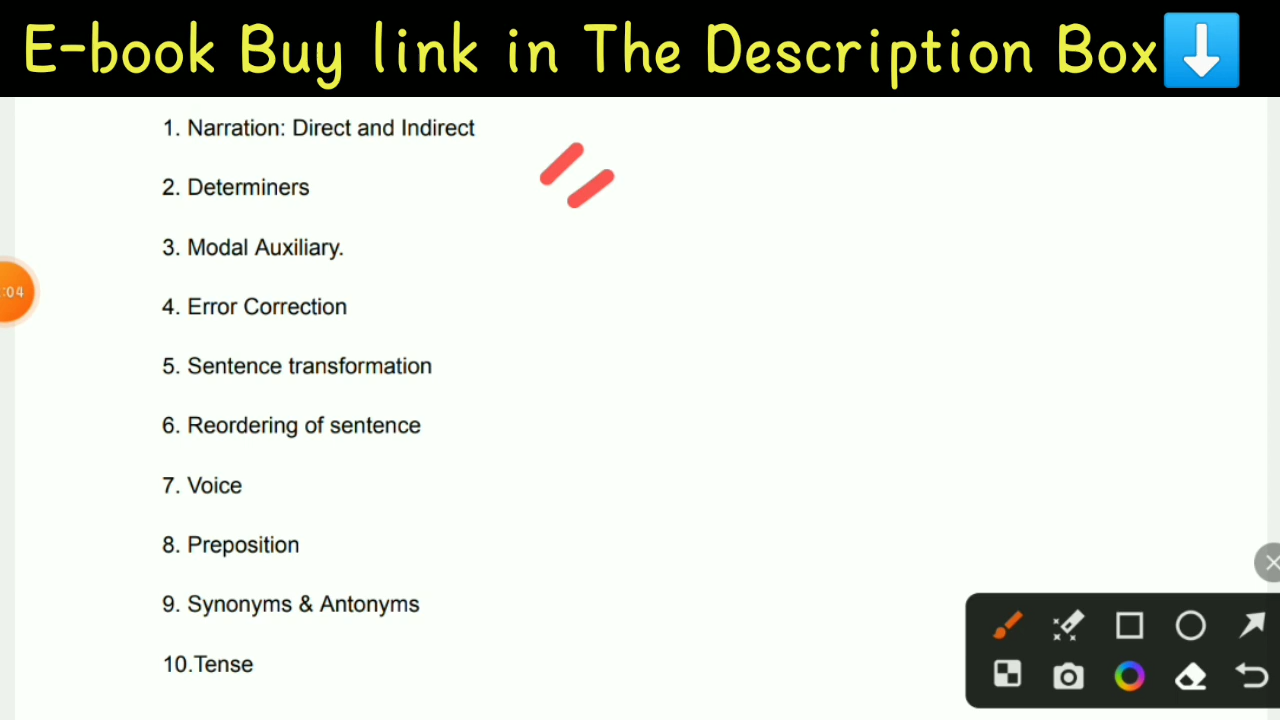 E-book Buy link in The Description Box
1. Narration: Direct and Indirect
2. Determiners
3. Modal Auxiliary.
:04
4. Error Correction
5. Sentence transformation
6. Reordering of sentence
7. Voice
8. Preposition
9. Synonyms & Antonyms
10.Tense